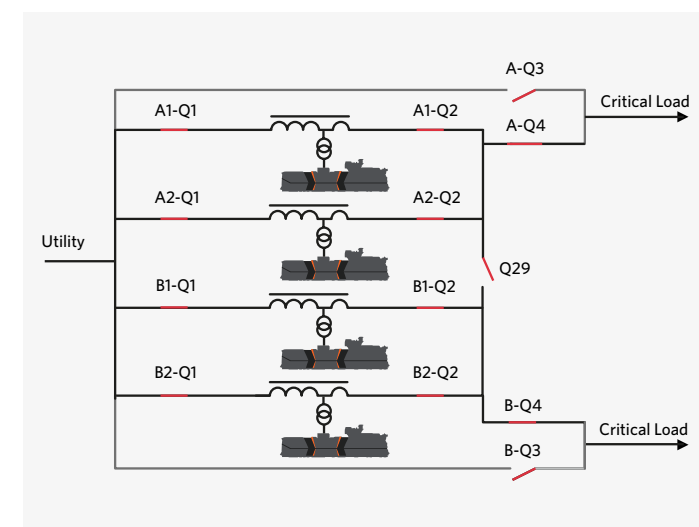 A-Q3
Critical Load
A1-Q1
A1-Q2
A-Q4
A2-Q1
A2-Q2
Utility
Q29
B1-Q1
B1-Q2
B2-Q1
B2-Q2
B-Q4
Critical Load
B-Q3